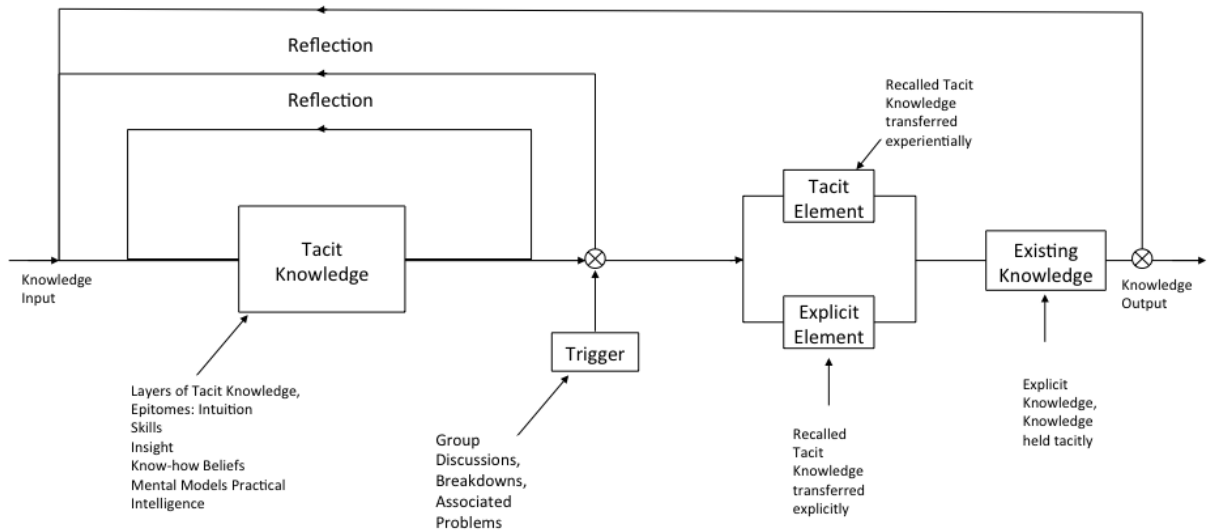 Reflection
Reflection
Recalled Tacit
Knowledge
transferred
experientially
Tacit
Element
Tacit
Knowledge
Knowledge
Input
Existing
Knowledge
Knowledge
Output
Explicit
Element
Trigger
Layers of Tacit Knowledge,
Epitomes: Intuition
Skills
Insight
Know-how Beliefs
Mental Models Practical
Intelligence
Group
Discussions,
Breakdowns,
Associated
Problems
Recalled
Tacit
Knowledge
transferred
explicitly
Explicit
Knowledge,
Knowledge
held tacitly